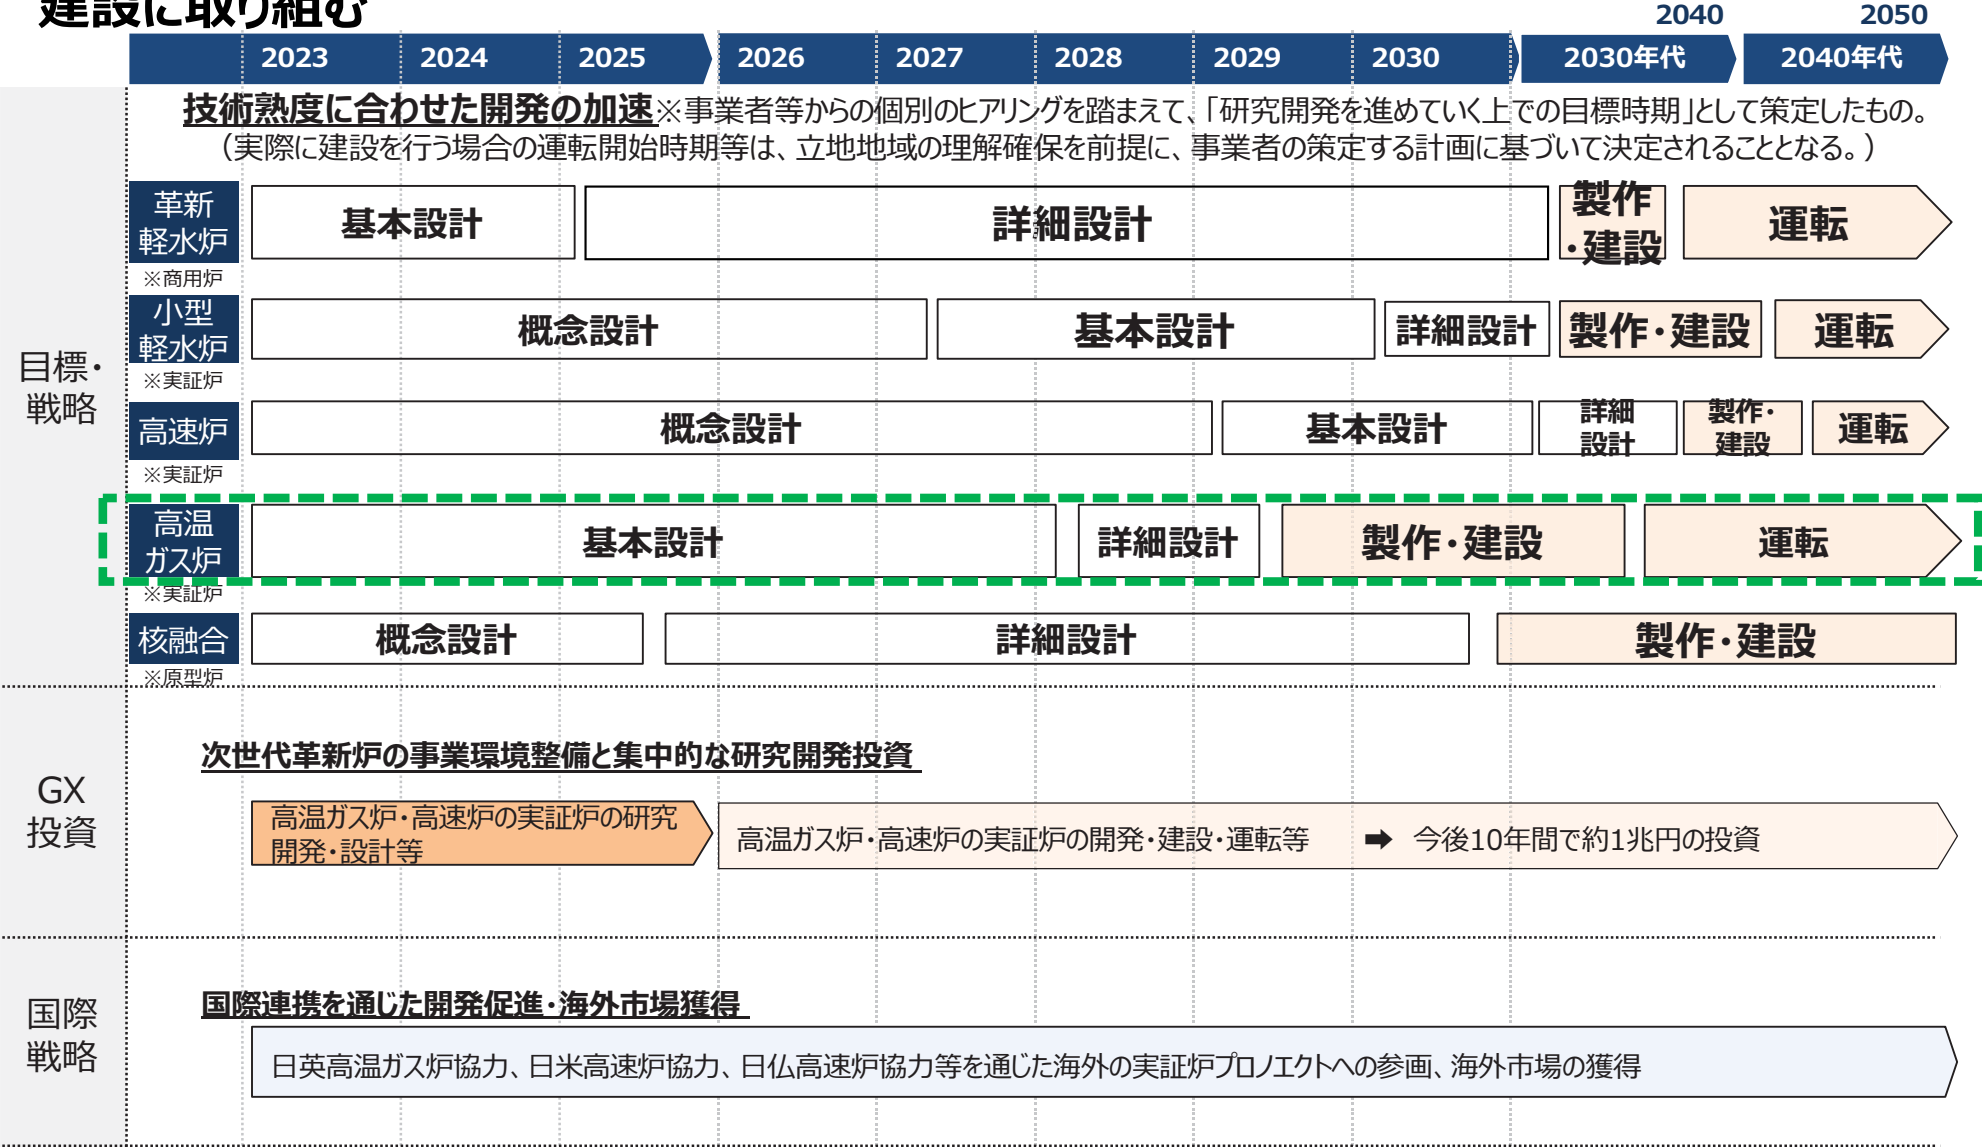 建設に取り組む
2040
2050
2023
2024
2025
2026
2027
2028
2029
2030
2030年代
2040年代
技術熟度に合わせた開発の加速※事業者等からの個別のヒアリングを踏まえて、「研究開発を進めていく上での目標時期」として策定したもの。
（実際に建設を行う場合の運転開始時期等は、立地地域の理解確保を前提に、事業者の策定する計画に基づいて決定されることとなる。）
目標・
戦略
革新
軽水炉
※商用炉
基本設計
詳細設計
製作
・建設
運転
小型
軽水炉
※実証炉
概念設計
基本設計
詳細設計
製作・建設
運転
高速炉
※実証炉
概念設計
基本設計
詳細
設計
製作・
建設
運転
高温
ガス炉
※実証炉
基本設計
詳細設計
製作・建設
運転
核融合
※原型炉
概念設計
詳細設計
製作・建設
GX
投資
次世代革新炉の事業環境整備と集中的な研究開発投資
高温ガス炉・高速炉の実証炉の研究
開発・設計等
高温ガス炉・高速炉の実証炉の開発・建設・運転等 ➡ 今後10年間で約1兆円の投資
国際
戦略
国際連携を通じた開発促進・海外市場獲得
日英高温ガス炉協力、日米高速炉協力、日仏高速炉協力等を通じた海外の実証炉プロノエクトへの参画、海外市場の獲得